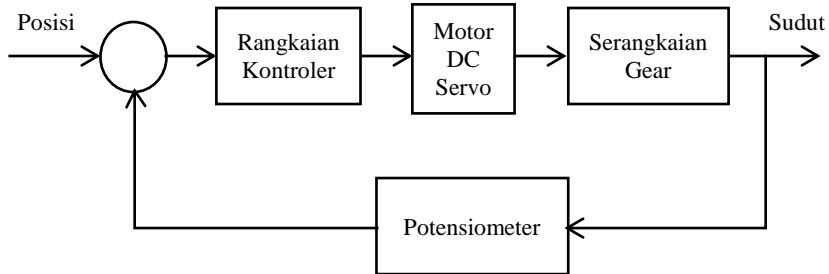 Posisi
Rangkaian
Kontroler
Motor
DC
Servo
Serangkaian
Gear
Sudut
Potensiometer